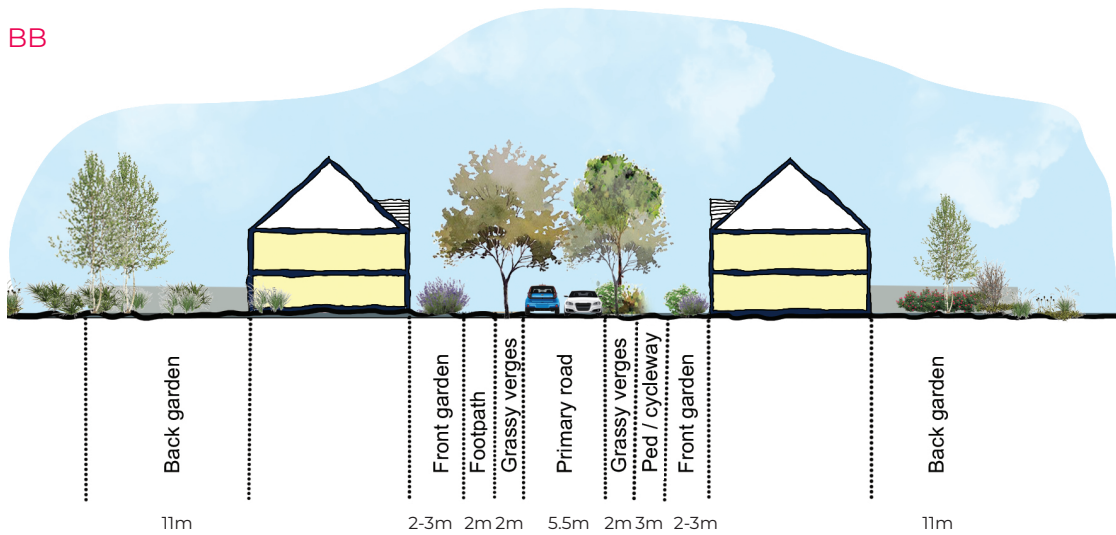 BB
Back garden
Front garden
Footpath
Grassy verges
Primary road
Grassy verges
Ped / cycleway
Front garden
Back garden
11m
2-3m
2m
2m
5.5m
2m
3m
2-3m
11m